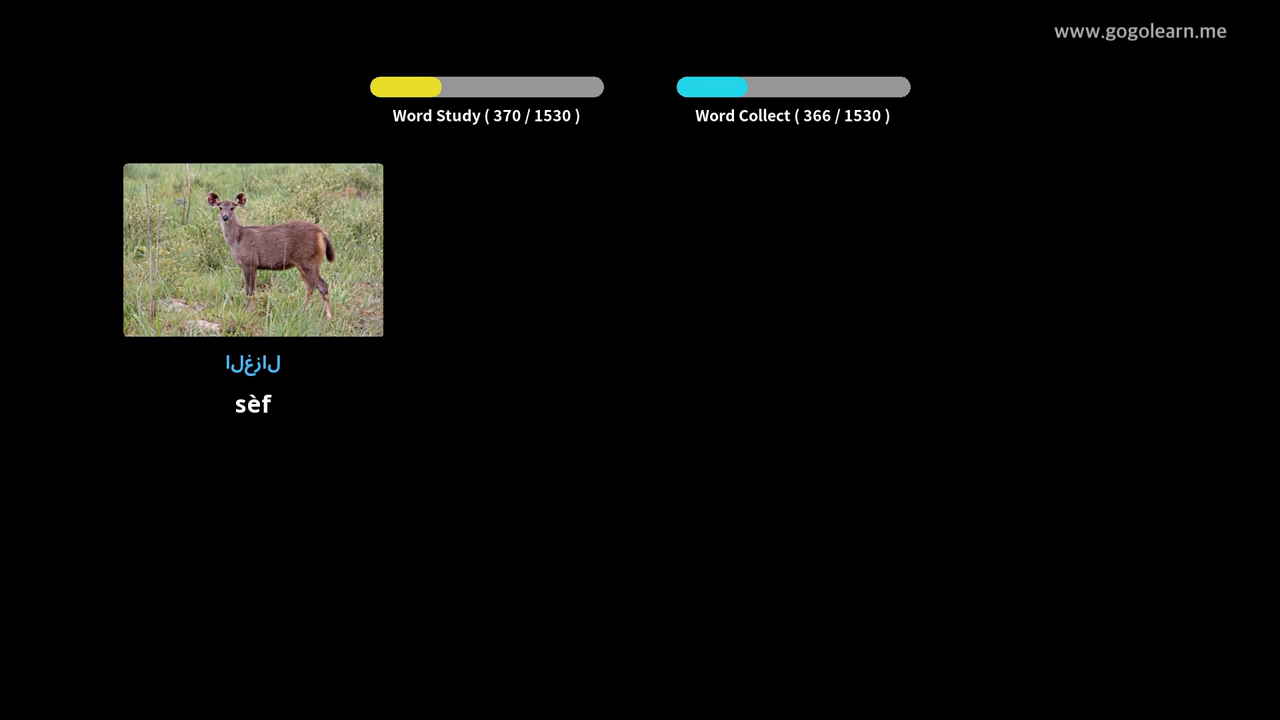 www.gogolearn.me
Word Study ( 370 / 1530 )
Word Collect ( 366 / 1530 )
الغزال
sèf